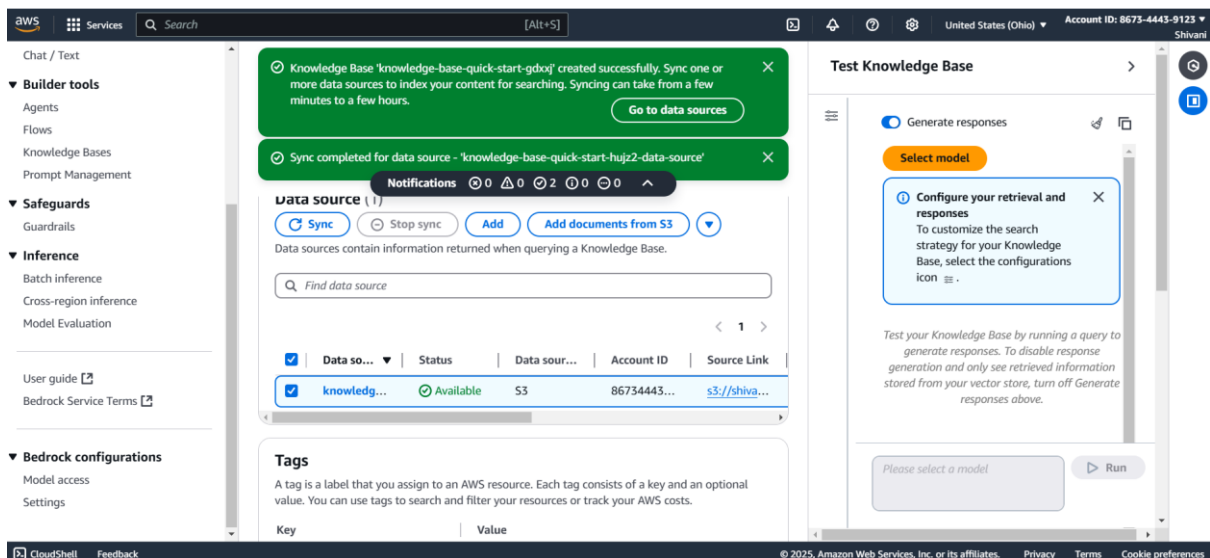 aws
Services
Search
[Alt+S]
United States (Ohio)
Account ID: 8673-4443-9123
Shivani
Chat / Text
Builder tools
Agents
Flows
Knowledge Bases
Prompt Management
Safeguards
Guardrails
Inference
Batch inference
Cross-region inference
Model Evaluation
User guide
Bedrock Service Terms
Bedrock configurations
Model access
Settings
Knowledge Base 'knowledge-base-quick-start-gdxxj' created successfully. Sync one or
more data sources to index your content for searching. Syncing can take from a few
minutes to a few hours.
Go to data sources
Sync completed for data source - 'knowledge-base-quick-start-hujz2-data-source'
Notifications 0 0 2 0 0
Data source (1)
Sync
Stop sync
Add
Add documents from S3
Data sources contain information returned when querying a Knowledge Base.
Find data source
1
Data so... Status Data sour... Account ID Source Link
knowledg... Available S3 86734443... s3://shiva...
Tags
A tag is a label that you assign to an AWS resource. Each tag consists of a key and an optional
value. You can use tags to search and filter your resources or track your AWS costs.
Key Value
Test Knowledge Base
Generate responses
Select model
Configure your retrieval and
responses
To customize the search
strategy for your Knowledge
Base, select the configurations
icon .
Test your Knowledge Base by running a query to
generate responses. To disable response
generation and only see retrieved information
stored from your vector store, turn off Generate
responses above.
Please select a model
Run
CloudShell Feedback
© 2025, Amazon Web Services, Inc. or its affiliates. Privacy Terms Cookie preferences